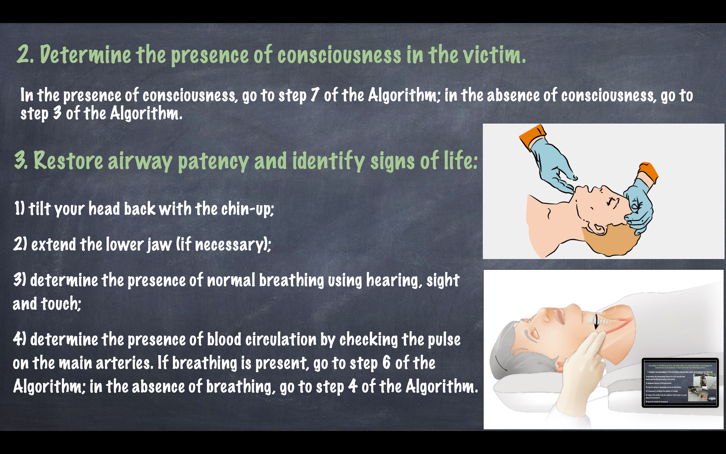 2. Determine the presence of consciousness in the victim.
In the presence of consciousness, go to step 7 of the Algorithm; in the absence of consciousness, go to
step 3 of the Algorithm.
3. Restore airway patency and identify signs of life:
1) tilt your head back with the chin-up;
2) extend the lower jaw (if necessary);
3) determine the presence of normal breathing using hearing, sight
and touch;
4) determine the presence of blood circulation by checking the pulse
on the main arteries. If breathing is present, go to step 6 of the
Algorithm; in the absence of breathing, go to step 4 of the Algorithm.